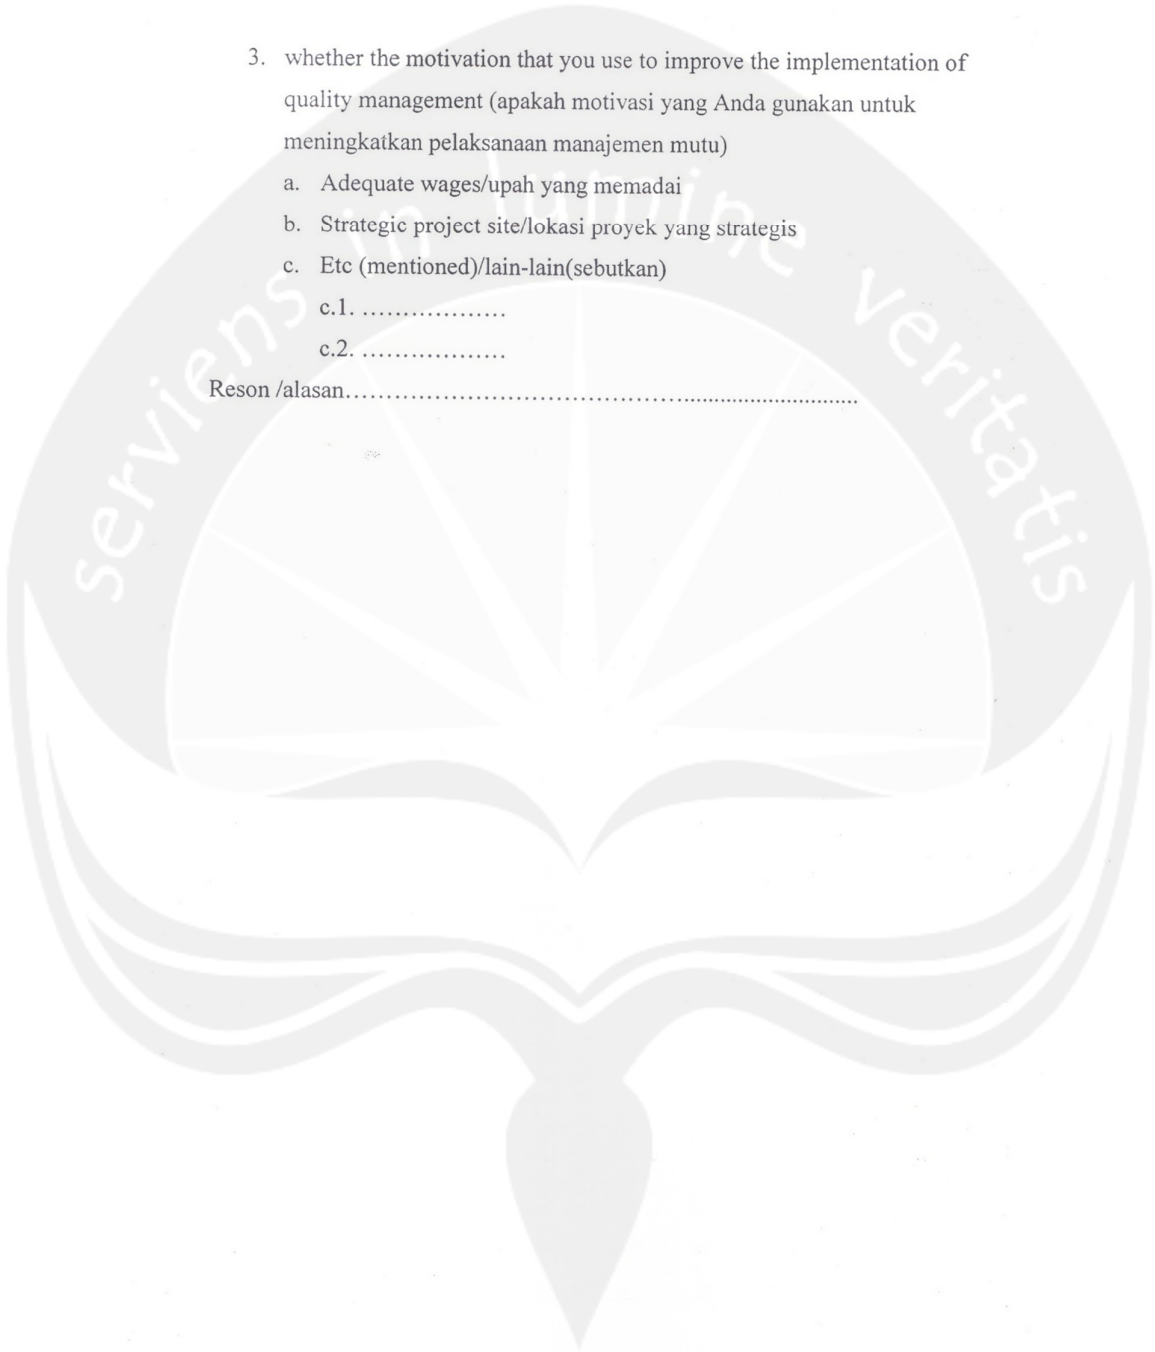 3. whether the motivation that you use to improve the implementation of
quality management (apakah motivasi yang Anda gunakan untuk
meningkatkan pelaksanaan manajemen mutu)
a. Adequate wages/upah yang memadai
b. Strategic project site/lokasi proyek yang strategis
c. Etc (mentioned)/lain-lain(sebutkan)
c.1. ..................
c.2. ..................
Reson /alasan..........................................................................
serviens in lumine veritatis